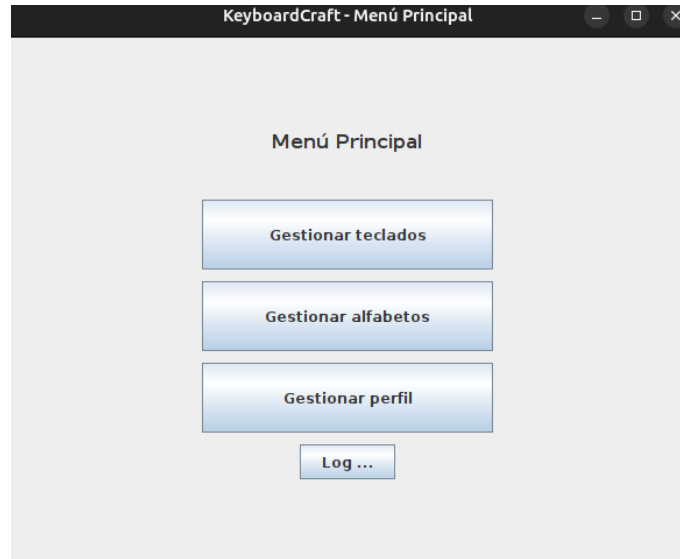 KeyboardCraft - Menú Principal
Menú Principal
Gestionar teclados
Gestionar alfabetos
Gestionar perfil
Log ...